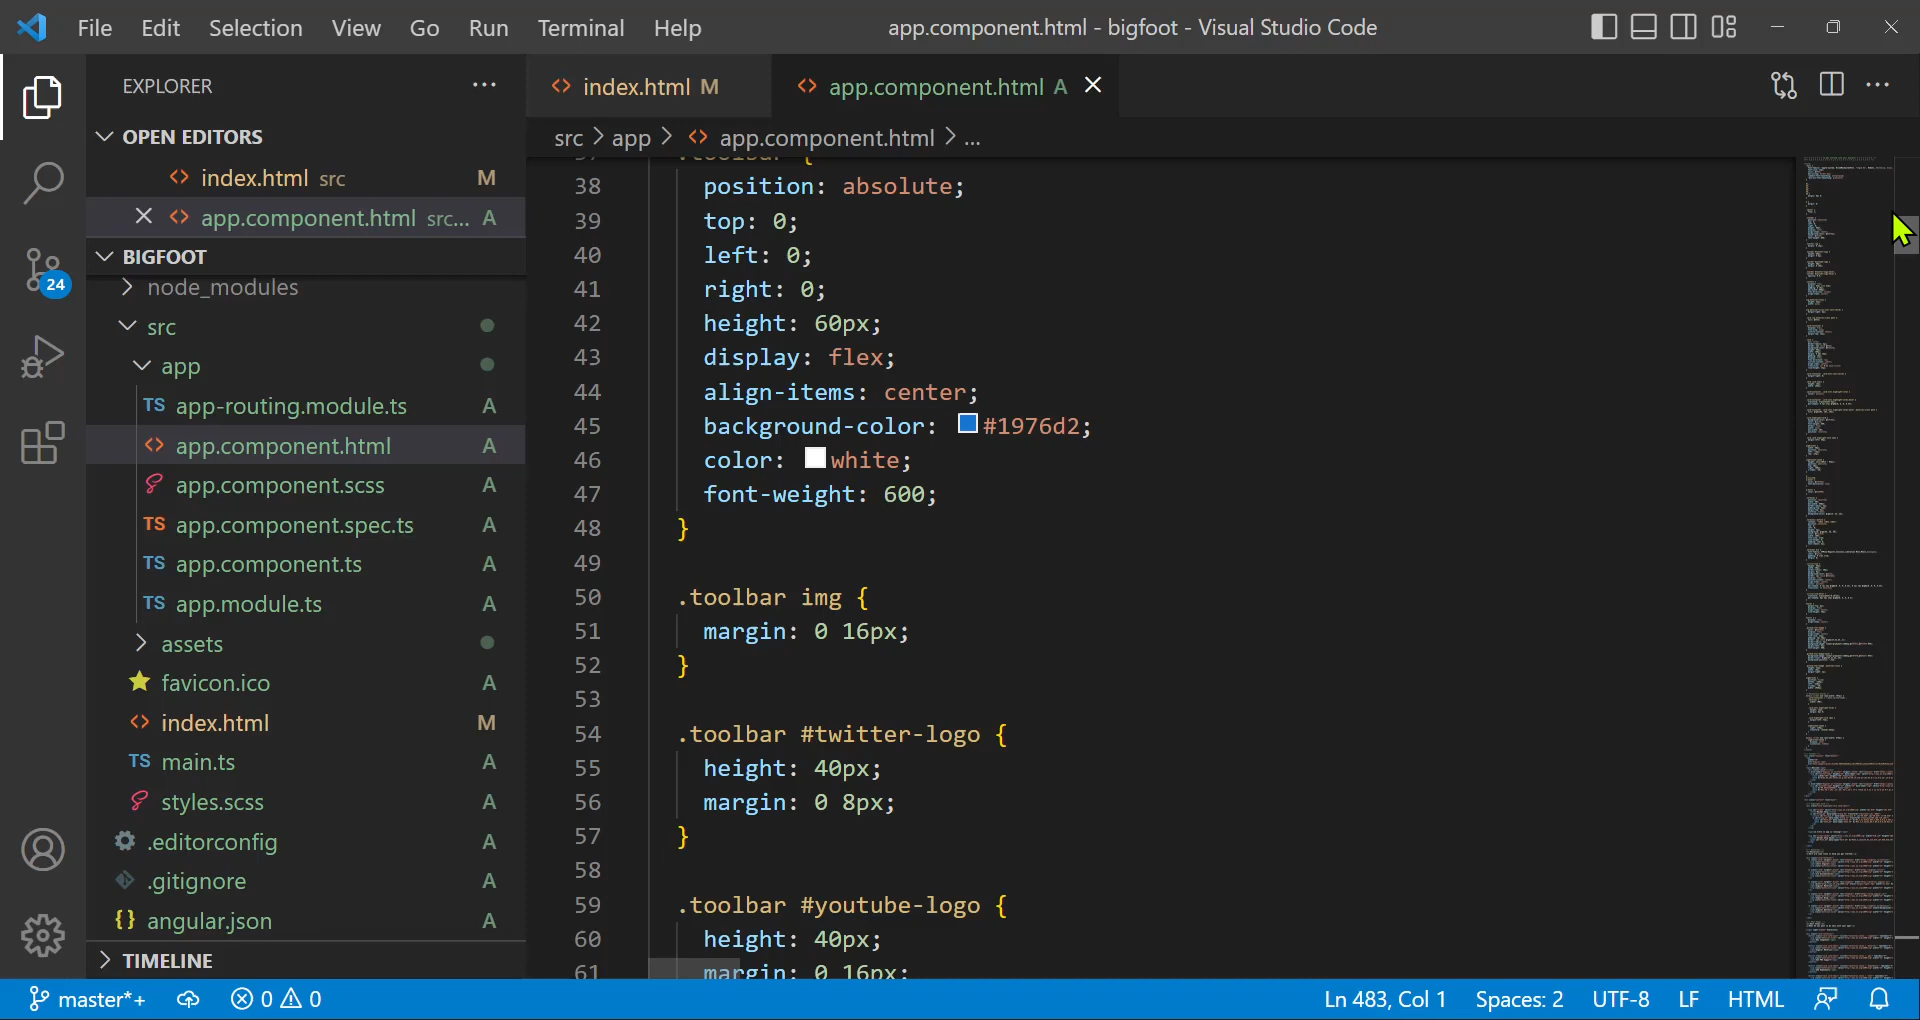 File Edit Selection View Go Run Terminal Help
app.component.html - bigfoot - Visual Studio Code
EXPLORER
OPEN EDITORS
index.html src M
app.component.html src... A
BIGFOOT
node_modules
src
app
TS app-routing.module.ts A
app.component.html A
app.component.scss A
TS app.component.spec.ts A
TS app.component.ts A
TS app.module.ts A
assets
favicon.ico A
index.html M
TS main.ts A
styles.scss A
.editorconfig A
.gitignore A
{} angular.json A
TIMELINE
24
index.html M
app.component.html A
src > app > app.component.html > ...
37 .toolbar {
38 position: absolute;
39 top: 0;
40 left: 0;
41 right: 0;
42 height: 60px;
43 display: flex;
44 align-items: center;
45 background-color: #1976d2;
46 color: white;
47 font-weight: 600;
48 }
49
50 .toolbar img {
51 margin: 0 16px;
52 }
53
54 .toolbar #twitter-logo {
55 height: 40px;
56 margin: 0 8px;
57 }
58
59 .toolbar #youtube-logo {
60 height: 40px;
61 margin: 0 16px;
master*+ 0 0 Ln 483, Col 1 Spaces: 2 UTF-8 LF HTML